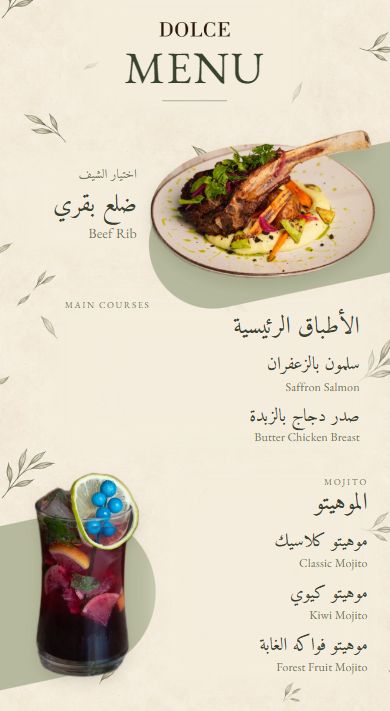 DOLCE
MENU
اختيار الشيف
ضلع بقري
Beef Rib
MAIN COURSES
الأطباق الرئيسية
سلمون بالزعفران
Saffron Salmon
صدر دجاج بالزبدة
Butter Chicken Breast
MOJITO
الموهيتو
موهيتو كلاسيك
Classic Mojito
موهيتو كيوي
Kiwi Mojito
موهيتو فواكه الغابة
Forest Fruit Mojito